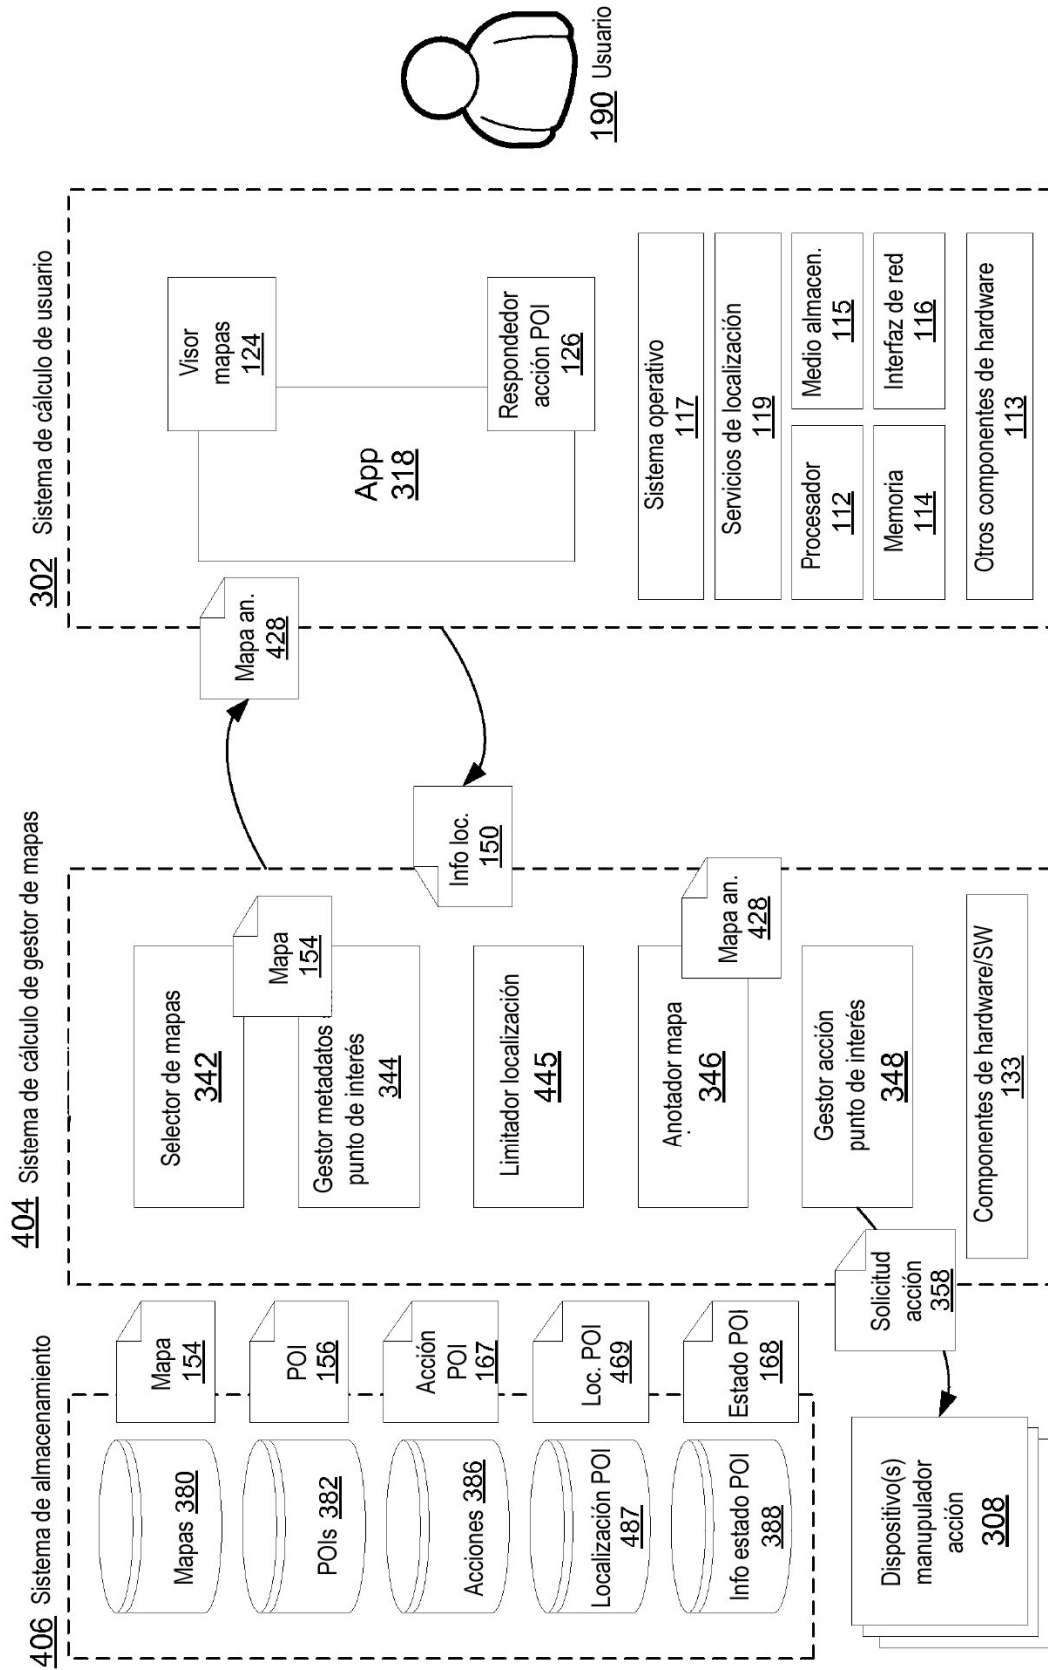 406 Sistema de almacenamiento
Mapas 380
Mapa
154
POIs 382
POI
156
Acciones 386
Acción
POI
167
Localización POI
487
Loc. POI
469
Info estado POI
388
Estado POI
168
Dispositivo(s)
manupulador
acción
308
404 Sistema de cálculo de gestor de mapas
Selector de mapas
342
Mapa
154
Gestor metadatos
punto de interés
344
Limitador localización
445
Anotador mapa
346
Mapa an.
428
Gestor acción
punto de interés
348
Solicitud
acción
358
Componentes de hardware/SW
133
Mapa an.
428
Info loc.
150
302 Sistema de cálculo de usuario
App
318
Visor
mapas
124
Respondedor
acción POI
126
Sistema operativo
117
Servicios de localización
119
Procesador
112
Medio almacen.
115
Memoria
114
Interfaz de red
116
Otros componentes de hardware
113
190 Usuario